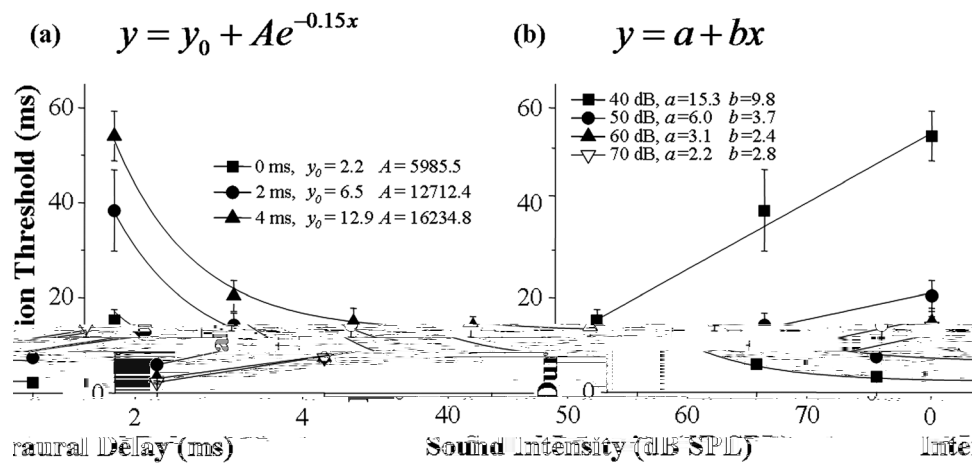 (a) y = y₀ + Ae^{−0.15x}
(b) y = a + bx
60
40
20
0 ms, y₀ = 2.2 A = 5985.5
2 ms, y₀ = 6.5 A = 12712.4
4 ms, y₀ = 12.9 A = 16234.8
60
40
20
40 dB, a=15.3 b=9.8
50 dB, a=6.0 b=3.7
60 dB, a=3.1 b=2.4
70 dB, a=2.2 b=2.8
ion Threshold (ms)
Du
0
2 4 40
0
50 60 70 0
raural Delay (ms)
Sound Intensity (dB SPL)
Inte